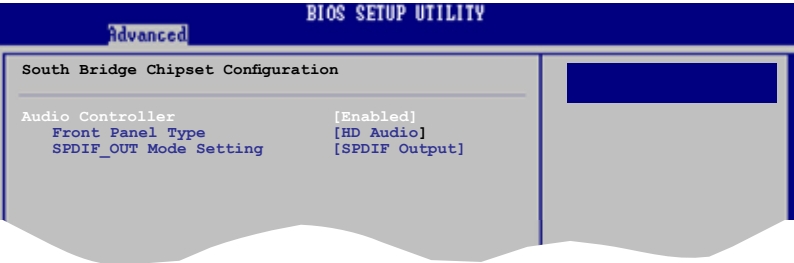 BIOS SETUP UTILITY
Advanced
South Bridge Chipset Configuration
Audio Controller [Enabled]
Front Panel Type [HD Audio]
SPDIF_OUT Mode Setting [SPDIF Output]